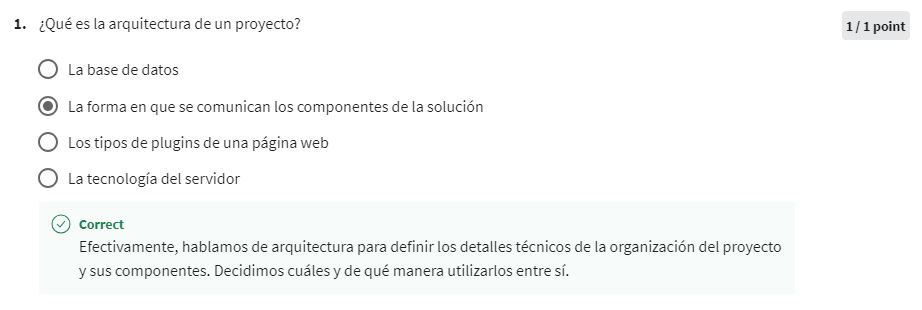 1. ¿Qué es la arquitectura de un proyecto?
1 / 1 point
La base de datos
La forma en que se comunican los componentes de la solución
Los tipos de plugins de una página web
La tecnología del servidor
Correct
Efectivamente, hablamos de arquitectura para definir los detalles técnicos de la organización del proyecto
y sus componentes. Decidimos cuáles y de qué manera utilizarlos entre sí.